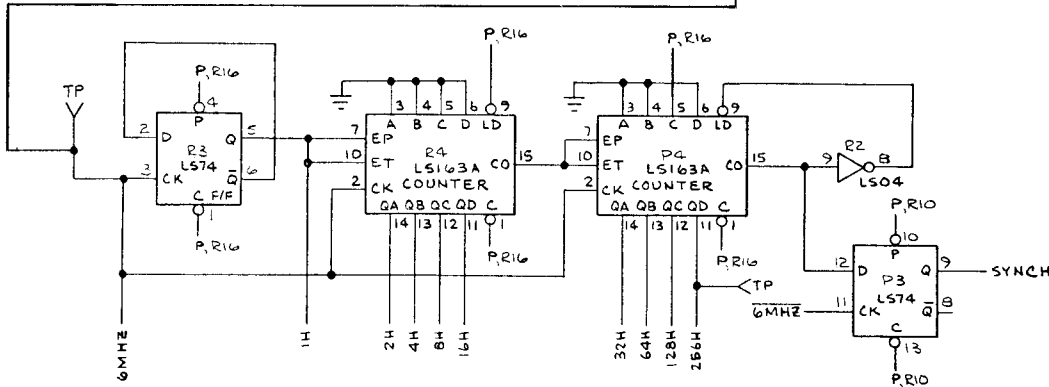 P,R16
P,R16
P,R16
TP
4
P
2 D Q 5
R3
LS74
3 CK Q 6
C F/F
1
P,R16
3 4 5 6 9
A B C D LD
7 EP
R4
10 ET LS163A CO 15
2 CK COUNTER
QA QB QC QD C
14 13 12 11 1
P,R16
3 4 5 6 9
A B C D LD
7 EP
P4
10 ET LS163A CO 15
2 CK COUNTER
QA QB QC QD C
14 13 12 11 1
P,R16
TP
R2
9 8
LS04
P,R10
10
P
12 D Q 9 SYNCH
P3
LS74
6MHZ 11 CK Q 8
C
13
P,R10
6MHZ
1H
2H
4H
8H
16H
32H
64H
128H
256H